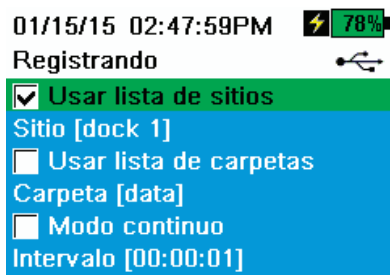 01/15/15 02:47:59PM 78%
Registrando
Usar lista de sitios
Sitio [dock 1]
Usar lista de carpetas
Carpeta [data]
Modo continuo
Intervalo [00:00:01]